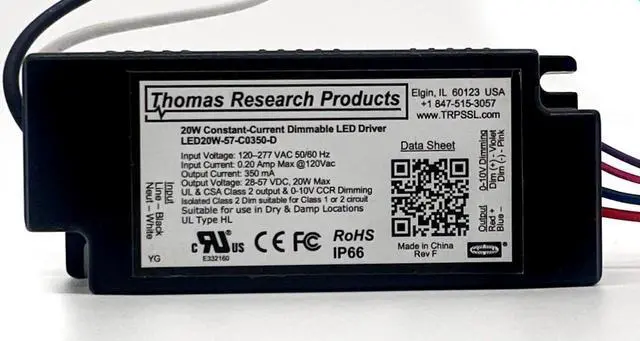 Thomas Research Products
Elgin, IL 60123 USA
+1 847-515-3057
www.TRPSSL.com
20W Constant-Current Dimmable LED Driver
LED20W-57-C0350-D
Input Voltage: 120–277 VAC 50/60 Hz
Input Current: 0.20 Amp Max @120Vac
Output Current: 350 mA
Output Voltage: 28-57 VDC, 20W Max
UL & CSA Class 2 output & 0-10V CCR Dimming
Isolated Class 2 Dim suitable for Class 1 or 2 circuit
Suitable for use in Dry & Damp Locations
UL Type HL
Data Sheet
Input
Line – Black
Neut – White
YG
c RU us
E332160
CE FC
RoHS
IP66
Made in China
Rev F
0-10V Dimming
Dim (+) - Violet
Dim (-) - Pink
Output
Red +
Blue –